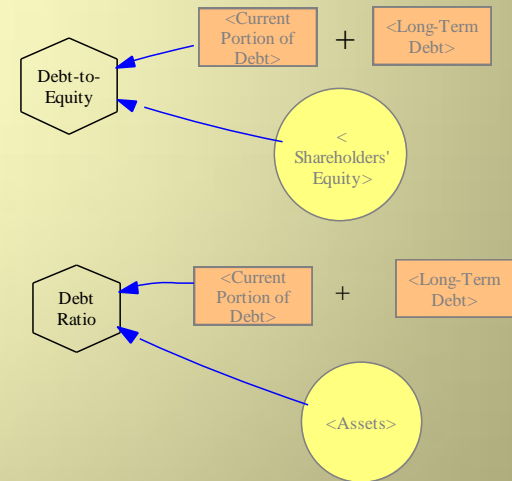 Debt-to-
Equity
<Current
Portion of
Debt>
+
<Long-Term
Debt>
<
Shareholders'
Equity>
Debt
Ratio
<Current
Portion of
Debt>
+
<Long-Term
Debt>
<Assets>